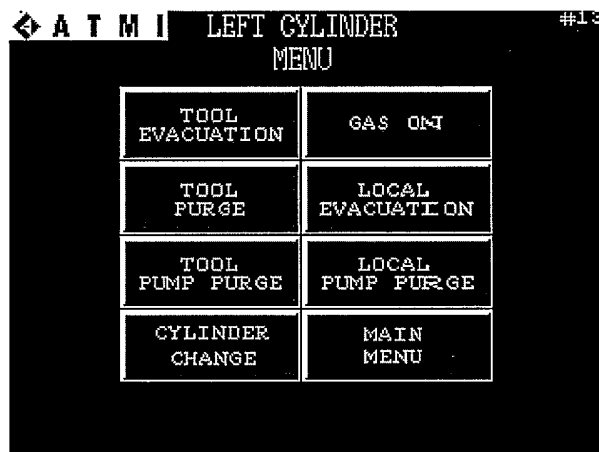 ATMI LEFT CYLINDER #13
MENU
TOOL
EVACUATION
GAS ON
TOOL
PURGE
LOCAL
EVACUATION
TOOL
PUMP PURGE
LOCAL
PUMP PURGE
CYLINDER
CHANGE
MAIN
MENU